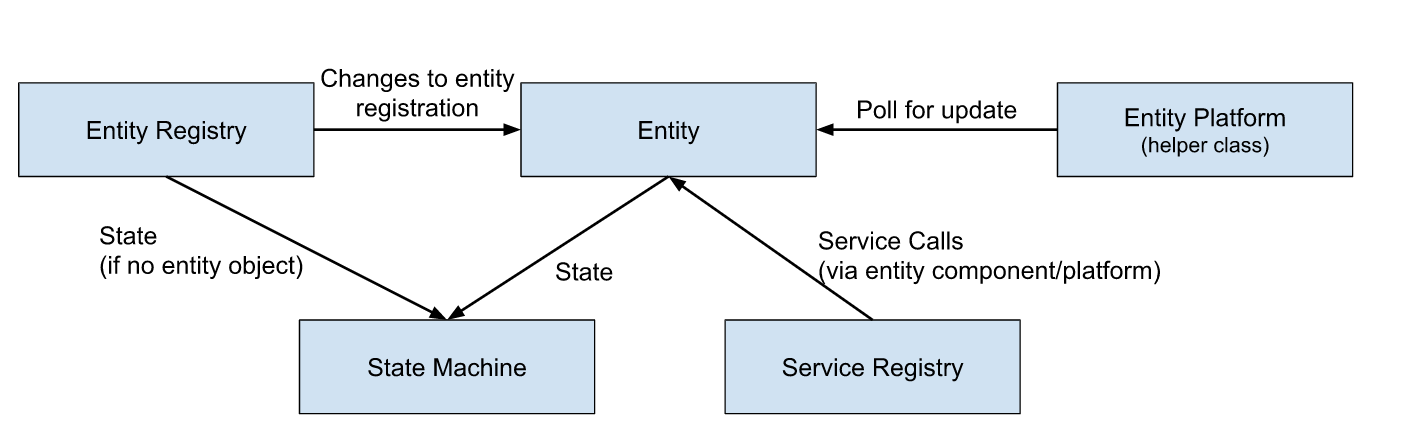 Changes to entity
registration
Entity Registry
Entity
Poll for update
Entity Platform
(helper class)
State
(if no entity object)
State
Service Calls
(via entity component/platform)
State Machine
Service Registry